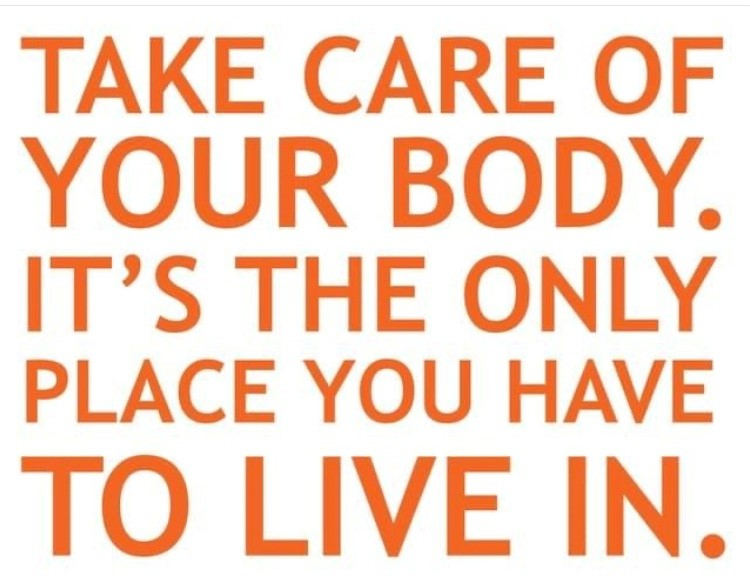 TAKE CARE OF
YOUR BODY.
IT’S THE ONLY
PLACE YOU HAVE
TO LIVE IN.